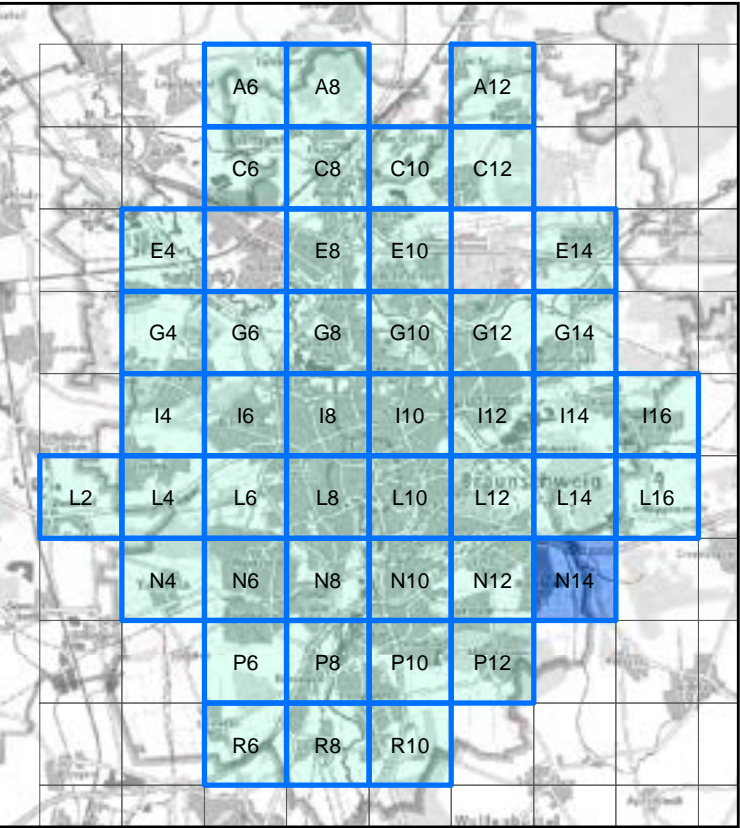 A6 A8 A12
C6 C8 C10 C12
E4 E8 E10 E14
G4 G6 G8 G10 G12 G14
I4 I6 I8 I10 I12 I14 I16
Braunschweig
L2 L4 L6 L8 L10 L12 L14 L16
N4 N6 N8 N10 N12 N14
P6 P8 P10 P12
R6 R8 R10
Wolfenbüttel